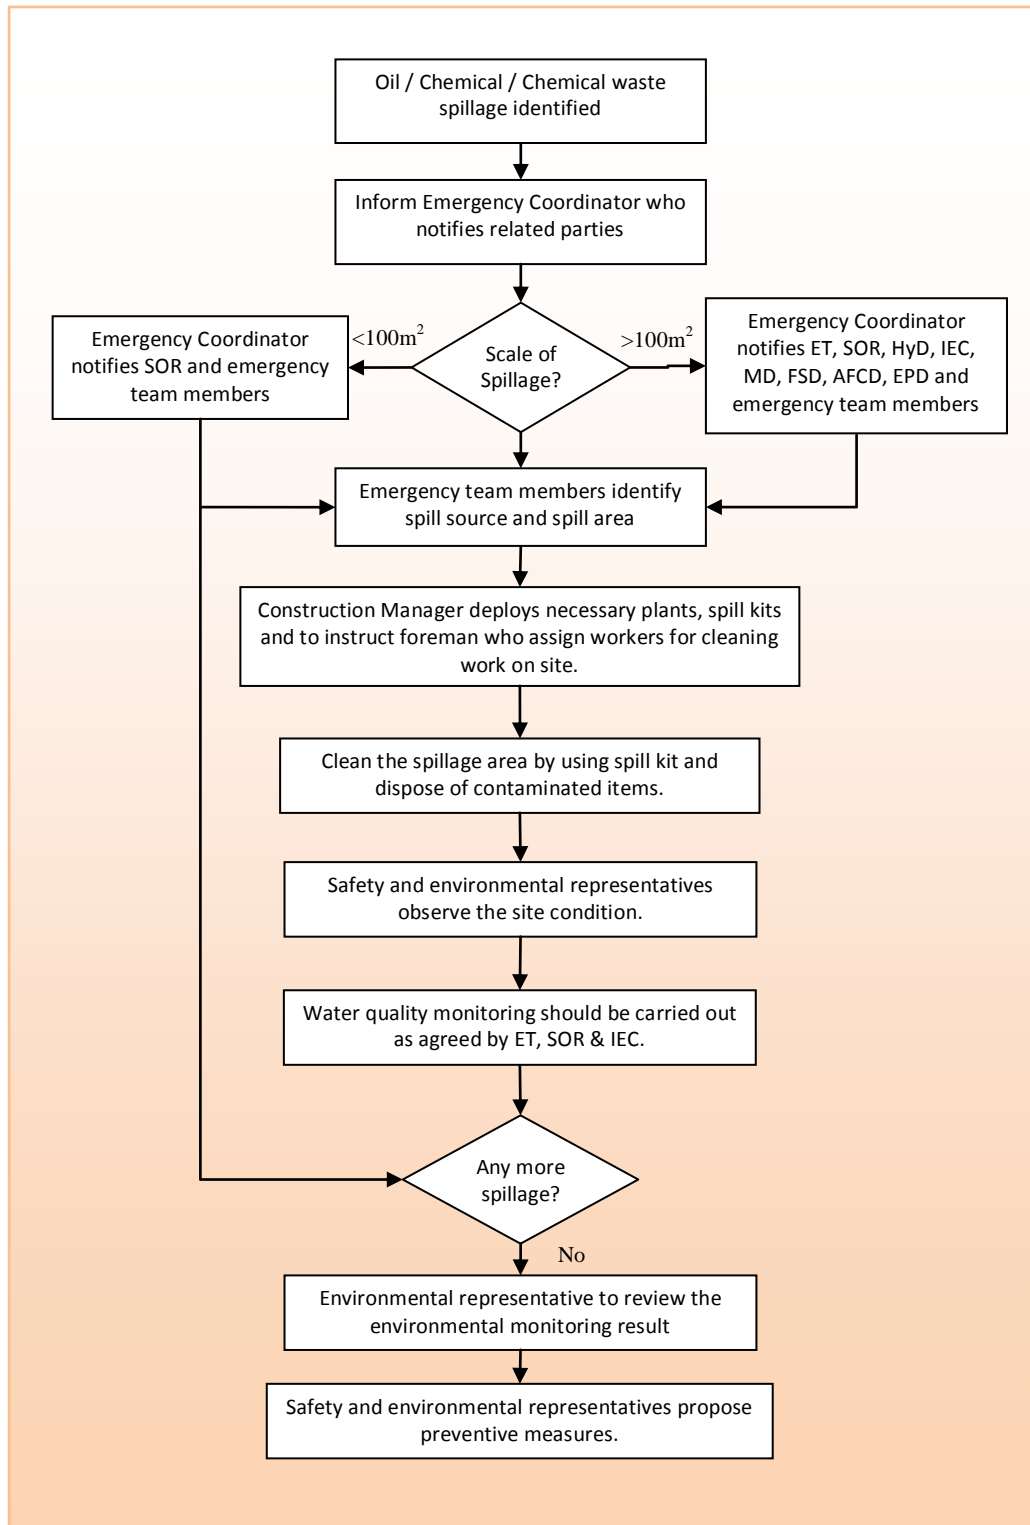 Oil / Chemical / Chemical waste
spillage identified
Inform Emergency Coordinator who
notifies related parties
Emergency Coordinator
notifies SOR and emergency
team members
<100m²
Scale of
Spillage?
>100m²
Emergency Coordinator
notifies ET, SOR, HyD, IEC,
MD, FSD, AFCD, EPD and
emergency team members
Emergency team members identify
spill source and spill area
Construction Manager deploys necessary plants, spill kits
and to instruct foreman who assign workers for cleaning
work on site.
Clean the spillage area by using spill kit and
dispose of contaminated items.
Safety and environmental representatives
observe the site condition.
Water quality monitoring should be carried out
as agreed by ET, SOR & IEC.
Any more
spillage?
No
Environmental representative to review the
environmental monitoring result
Safety and environmental representatives propose
preventive measures.